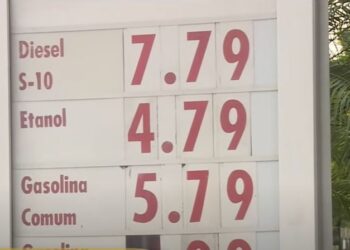 Diesel
S-10
7.79
Etanol
4.79
Gasolina
Comum
5.79